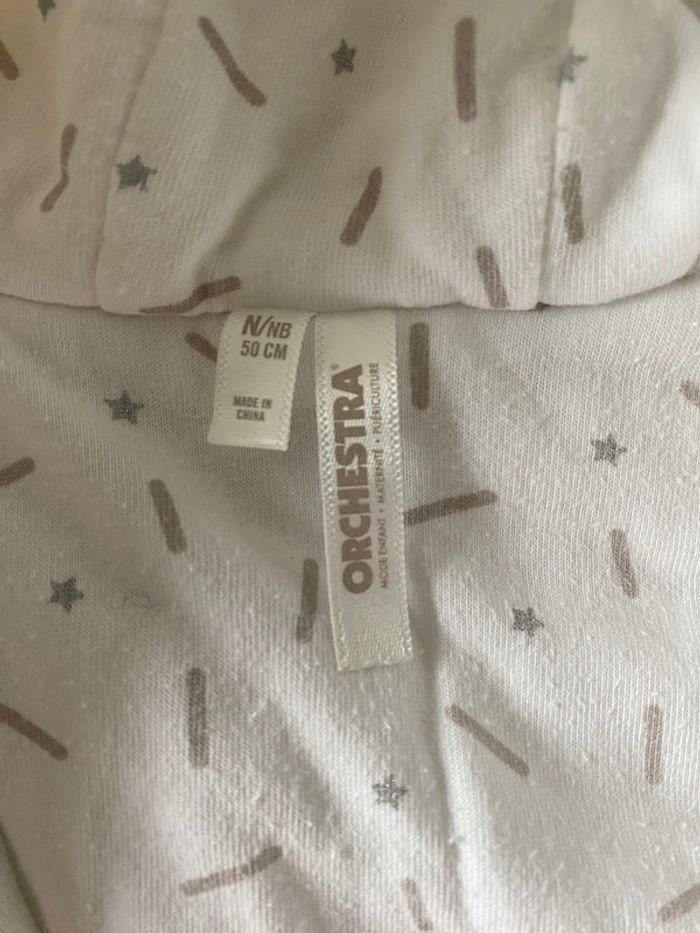 N/NB
50 CM
MADE IN
CHINA
ORCHESTRA®
MODE ENFANT • MATERNITÉ • PUÉRICULTURE